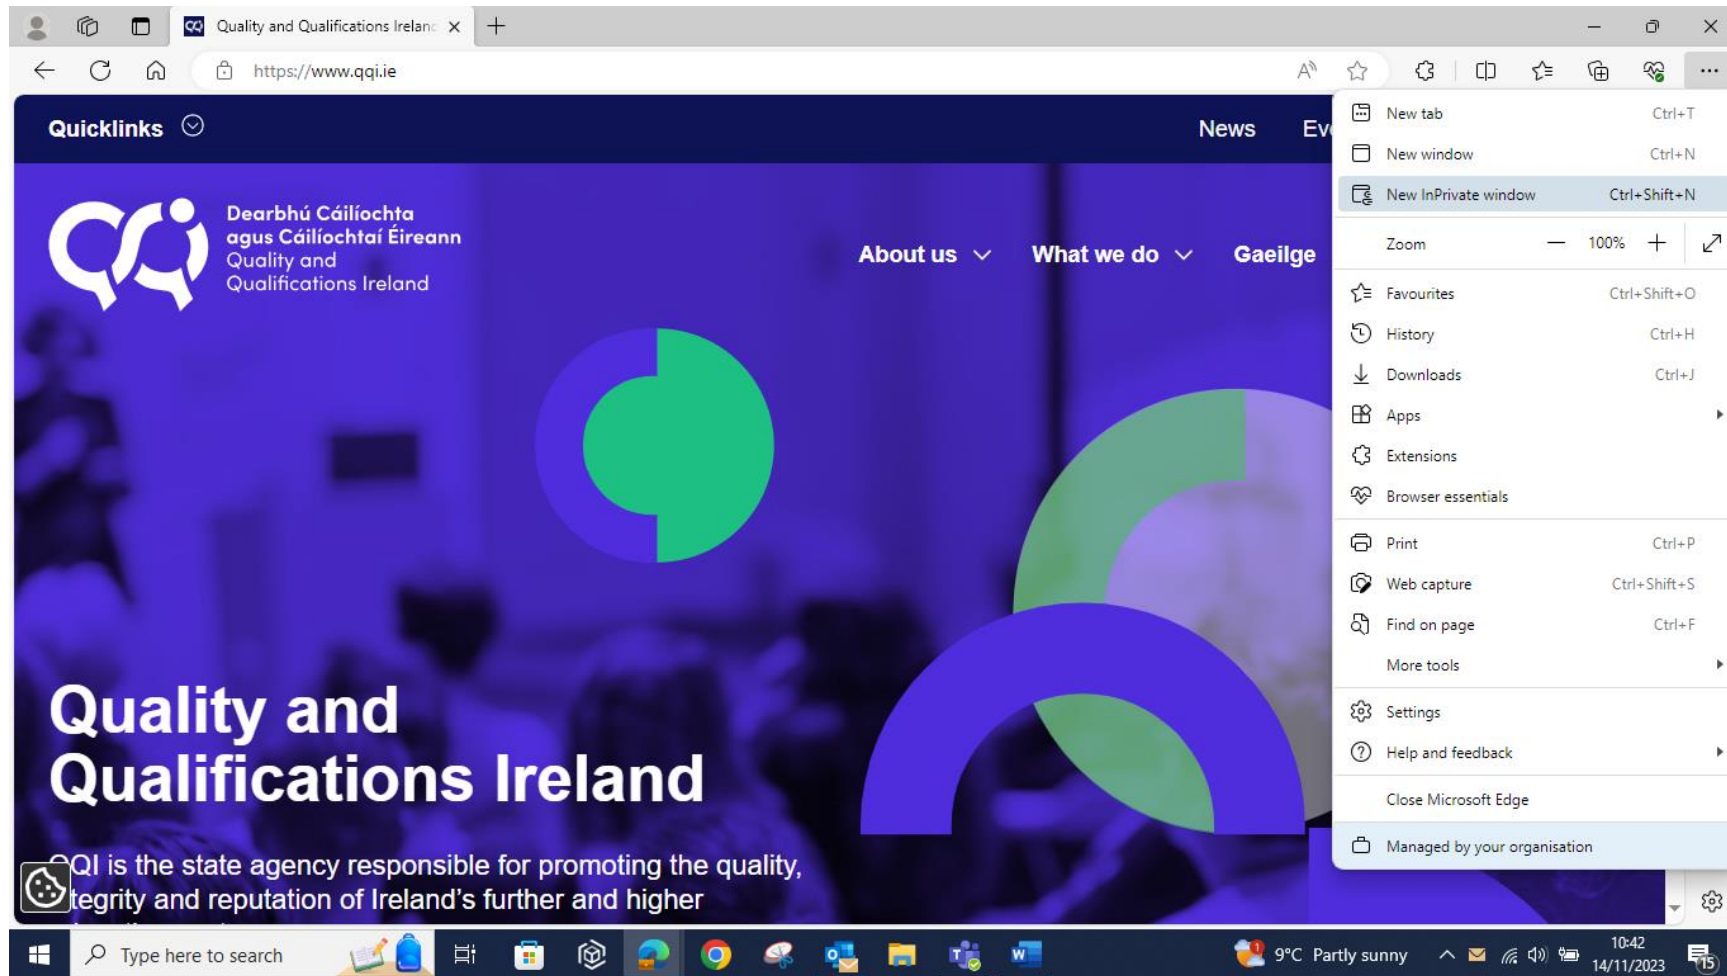 Quality and Qualifications Irelan
https://www.qqi.ie
Quicklinks
News
Eve
Dearbhú Cáilíochta
agus Cáilíochtaí Éireann
Quality and
Qualifications Ireland
About us
What we do
Gaeilge
Quality and
Qualifications Ireland
QQI is the state agency responsible for promoting the quality,
tegrity and reputation of Ireland's further and higher
New tab Ctrl+T
New window Ctrl+N
New InPrivate window Ctrl+Shift+N
Zoom — 100% +
Favourites Ctrl+Shift+O
History Ctrl+H
Downloads Ctrl+J
Apps
Extensions
Browser essentials
Print Ctrl+P
Web capture Ctrl+Shift+S
Find on page Ctrl+F
More tools
Settings
Help and feedback
Close Microsoft Edge
Managed by your organisation
Type here to search
1
9°C Partly sunny
10:42
14/11/2023
15